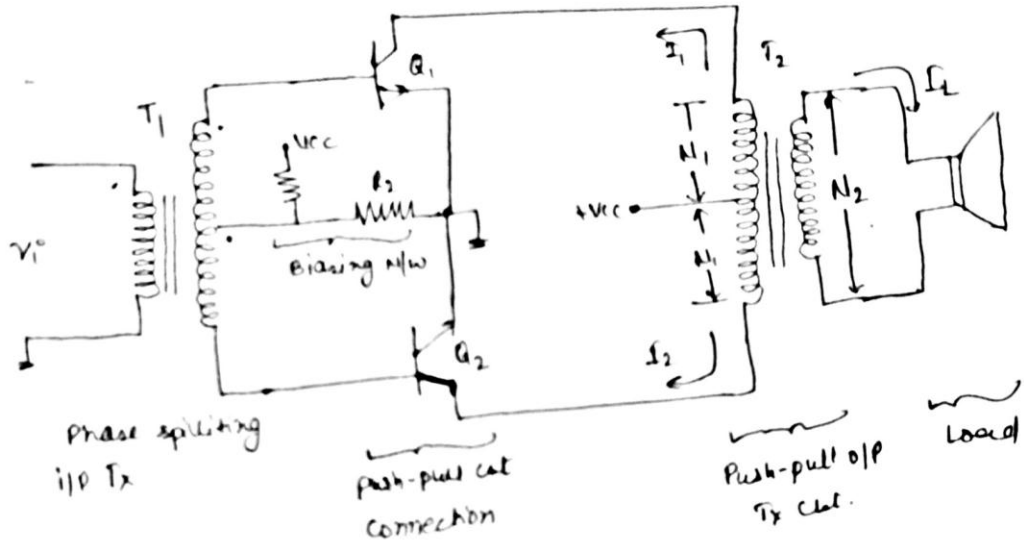 T1
Vi
Q1
VCC
R2
Biasing N/W
Q2
I1
T2
IL
N1
+VCC
N1
N2
I2
Phase spliiting
i/p Tx
push-pull ckt
connection
Push-pull O/P
Tx Ckt.
Load